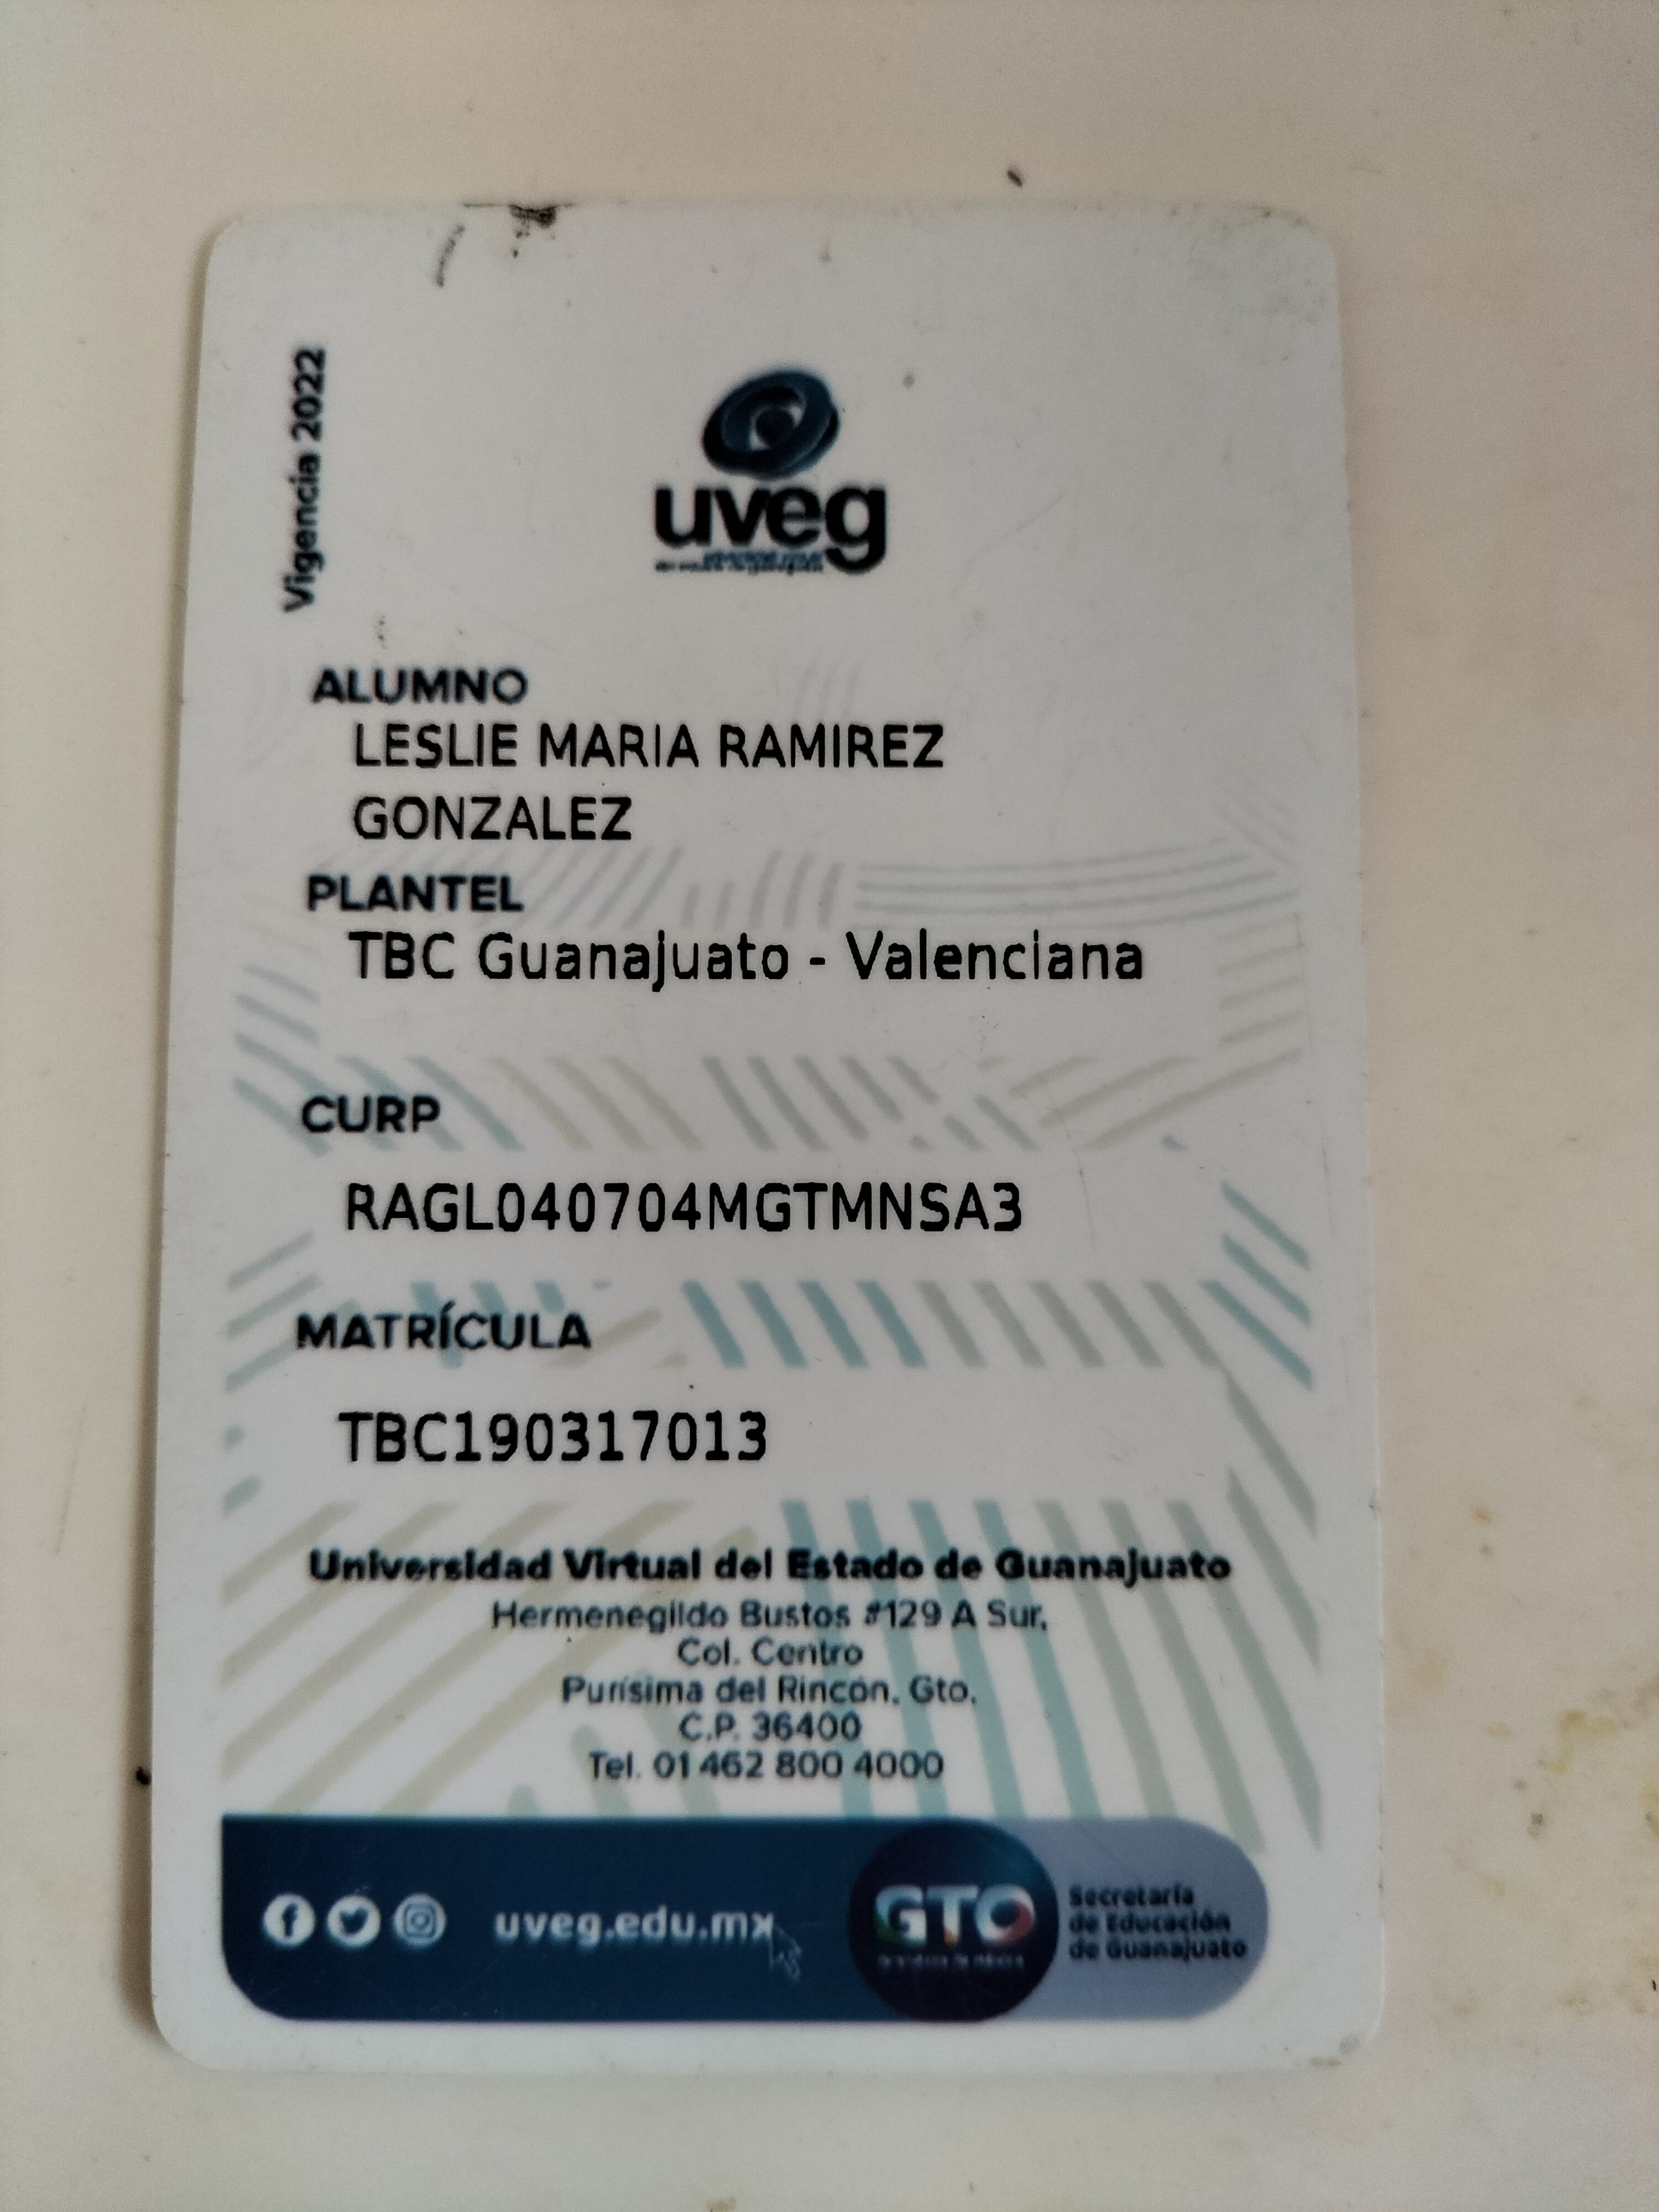 Vigencia 2022
uveg
ALUMNO
LESLIE MARIA RAMIREZ
GONZALEZ
PLANTEL
TBC Guanajuato - Valenciana
CURP
RAGL040704MGTMNSA3
MATRÍCULA
TBC190317013
Universidad Virtual del Estado de Guanajuato
Hermenegildo Bustos #129 A Sur,
Col. Centro
Purísima del Rincón, Gto.
C.P. 36400
Tel. 01 462 800 4000
uveg.edu.mx
GTO
Secretaría
de Educación
de Guanajuato